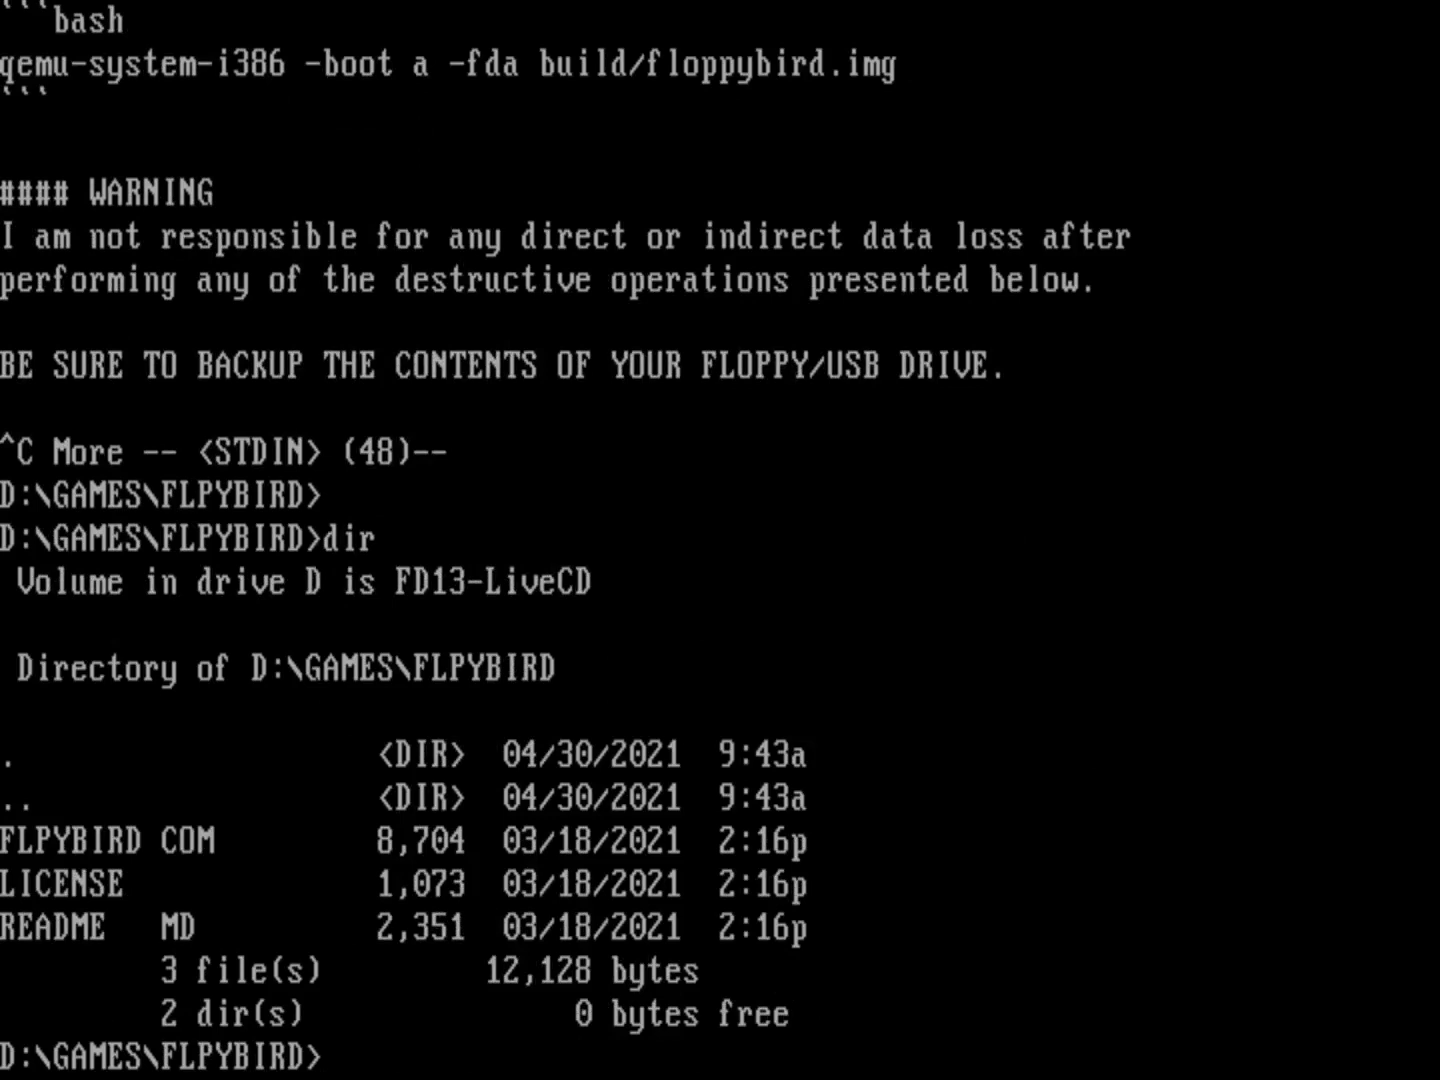 ```bash
qemu-system-i386 -boot a -fda build/floppybird.img
```
#### WARNING
I am not responsible for any direct or indirect data loss after
performing any of the destructive operations presented below.
BE SURE TO BACKUP THE CONTENTS OF YOUR FLOPPY/USB DRIVE.
^C More -- <STDIN> (48)--
D:\GAMES\FLPYBIRD>
D:\GAMES\FLPYBIRD>dir
Volume in drive D is FD13-LiveCD
Directory of D:\GAMES\FLPYBIRD
. <DIR> 04/30/2021 9:43a
.. <DIR> 04/30/2021 9:43a
FLPYBIRD COM 8,704 03/18/2021 2:16p
LICENSE 1,073 03/18/2021 2:16p
README MD 2,351 03/18/2021 2:16p
3 file(s) 12,128 bytes
2 dir(s) 0 bytes free
D:\GAMES\FLPYBIRD>